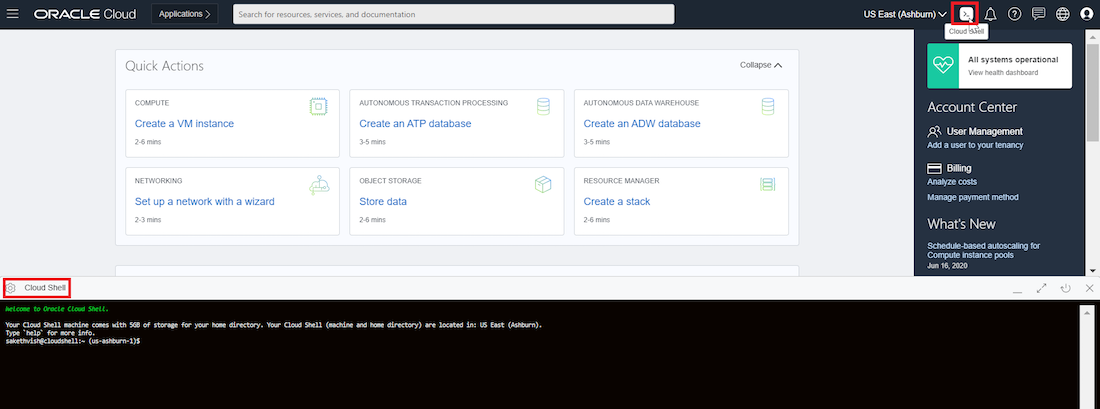 ORACLE Cloud
Applications
Search for resources, services, and documentation
US East (Ashburn)
Cloud Shell
Quick Actions
Collapse
COMPUTE
Create a VM instance
2-6 mins
AUTONOMOUS TRANSACTION PROCESSING
Create an ATP database
3-5 mins
AUTONOMOUS DATA WAREHOUSE
Create an ADW database
3-5 mins
NETWORKING
Set up a network with a wizard
2-3 mins
OBJECT STORAGE
Store data
2-6 mins
RESOURCE MANAGER
Create a stack
2-6 mins
All systems operational
View health dashboard
Account Center
User Management
Add a user to your tenancy
Billing
Analyze costs
Manage payment method
What's New
Schedule-based autoscaling for
Compute instance pools
Jun 16, 2020
Cloud Shell
Welcome to Oracle Cloud Shell.
Your Cloud Shell machine comes with 5GB of storage for your home directory. Your Cloud Shell (machine and home directory) are located in: US East (Ashburn).
Type `help` for more info.
sakethvish@cloudshell:~ (us-ashburn-1)$